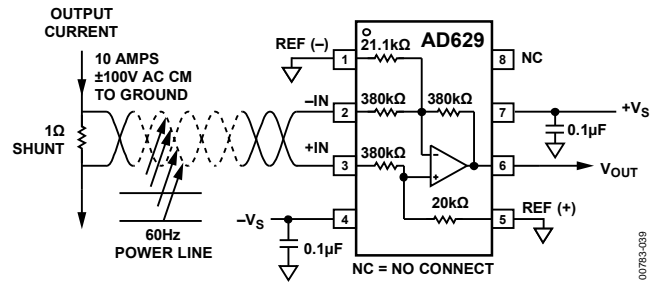 OUTPUT
CURRENT
10 AMPS
±100V AC CM
TO GROUND
1Ω
SHUNT
60Hz
POWER LINE
REF (–)
1
21.1kΩ
AD629
8
NC
–IN
2
380kΩ
380kΩ
7
+VS
0.1µF
+IN
3
380kΩ
–
+
6
VOUT
–VS
4
20kΩ
5
REF (+)
0.1µF
NC = NO CONNECT
00783-039